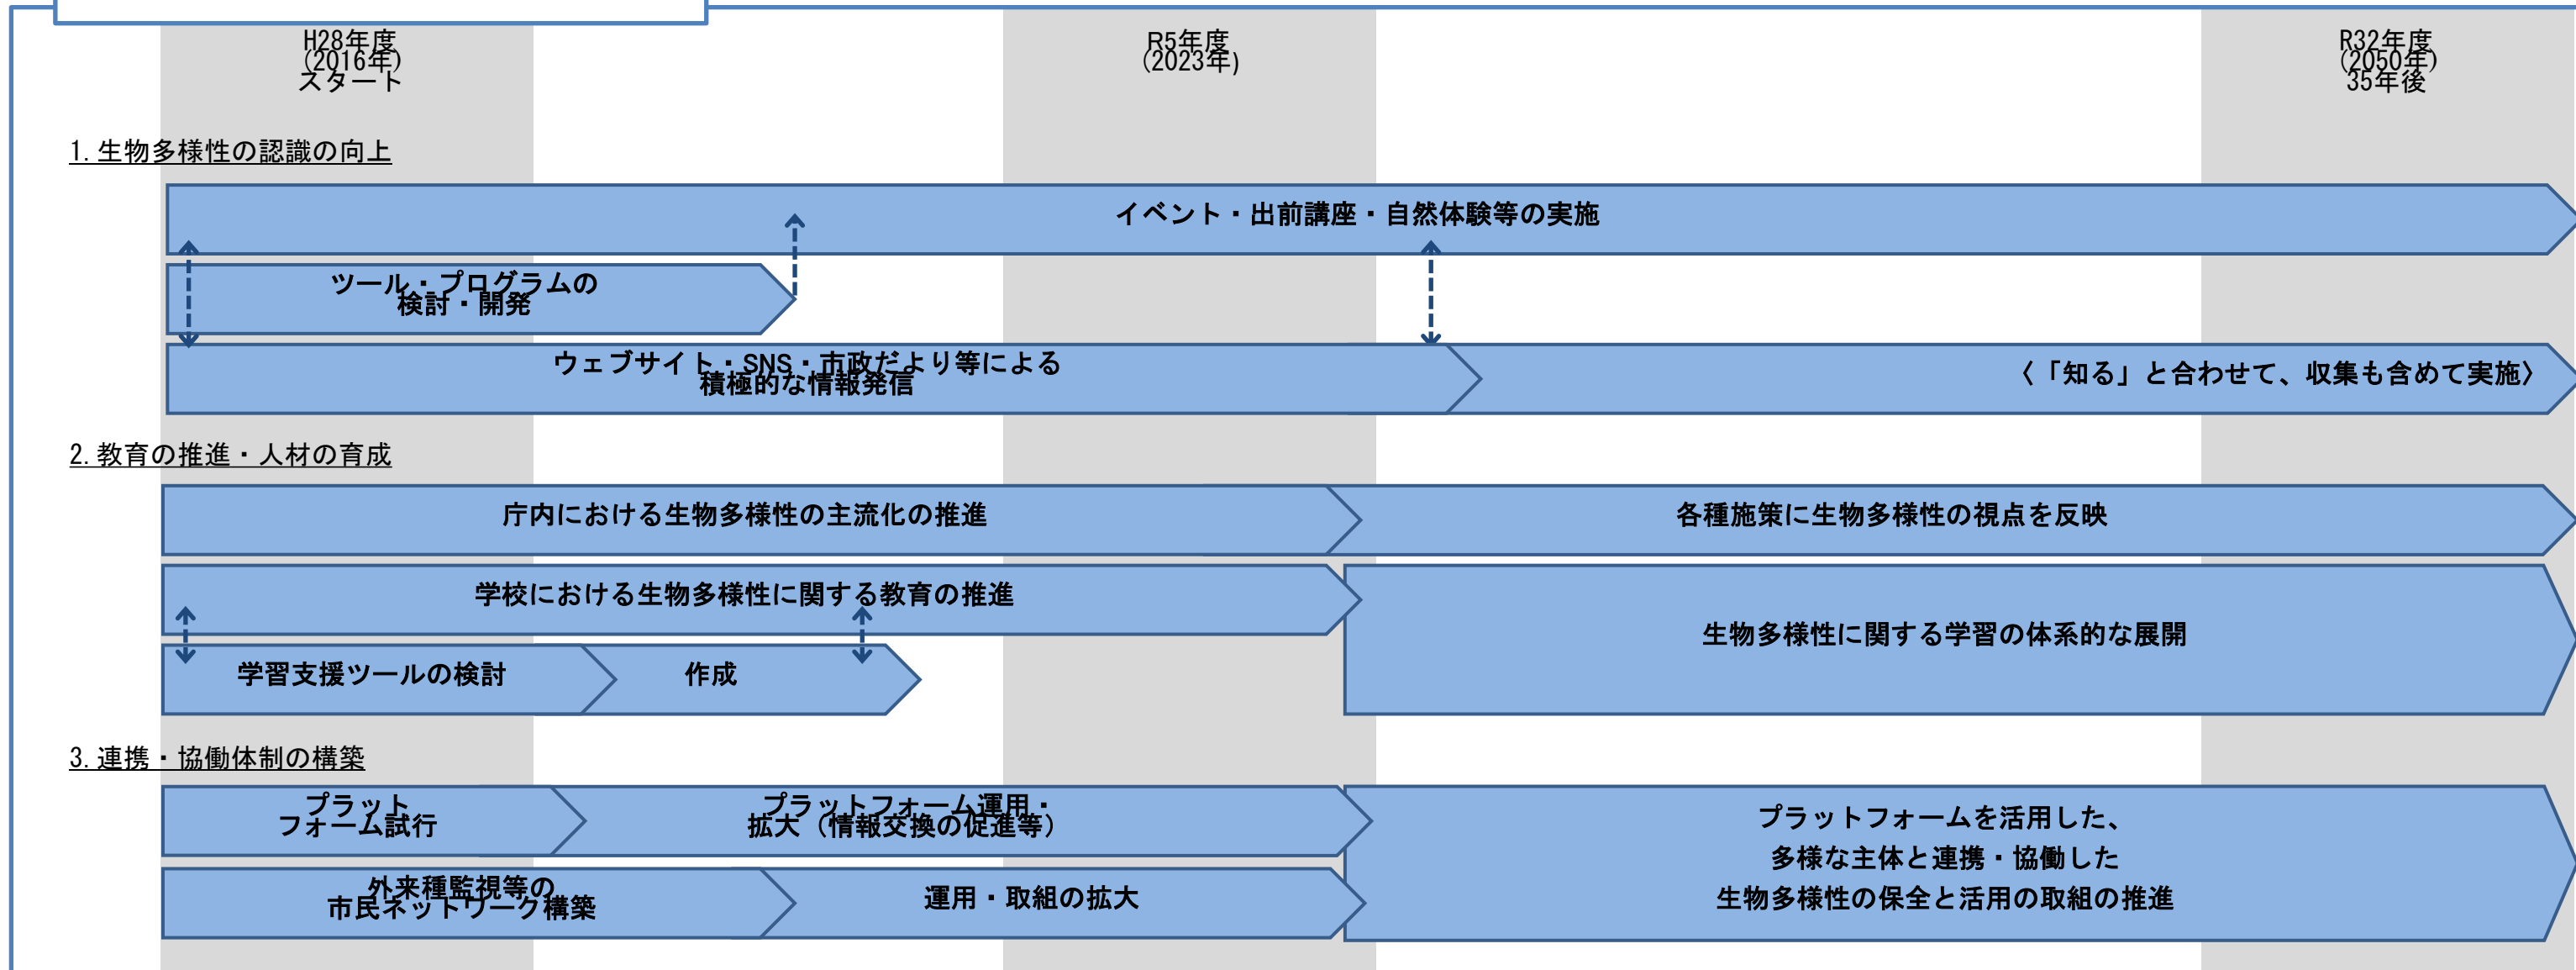 H28年度
(2016年)
スタート
R5年度
(2023年)
R32年度
(2050年)
35年後
1.生物多様性の認識の向上
イベント・出前講座・自然体験等の実施
ツール・プログラムの
検討・開発
ウェブサイト・SNS・市政だより等による
積極的な情報発信
〈「知る」と合わせて、収集も含めて実施〉
2.教育の推進・人材の育成
庁内における生物多様性の主流化の推進
各種施策に生物多様性の視点を反映
学校における生物多様性に関する教育の推進
生物多様性に関する学習の体系的な展開
学習支援ツールの検討
作成
3.連携・協働体制の構築
プラット
フォーム試行
プラットフォーム運用・
拡大（情報交換の促進等）
プラットフォームを活用した、
多様な主体と連携・協働した
生物多様性の保全と活用の取組の推進
外来種監視等の
市民ネットワーク構築
運用・取組の拡大